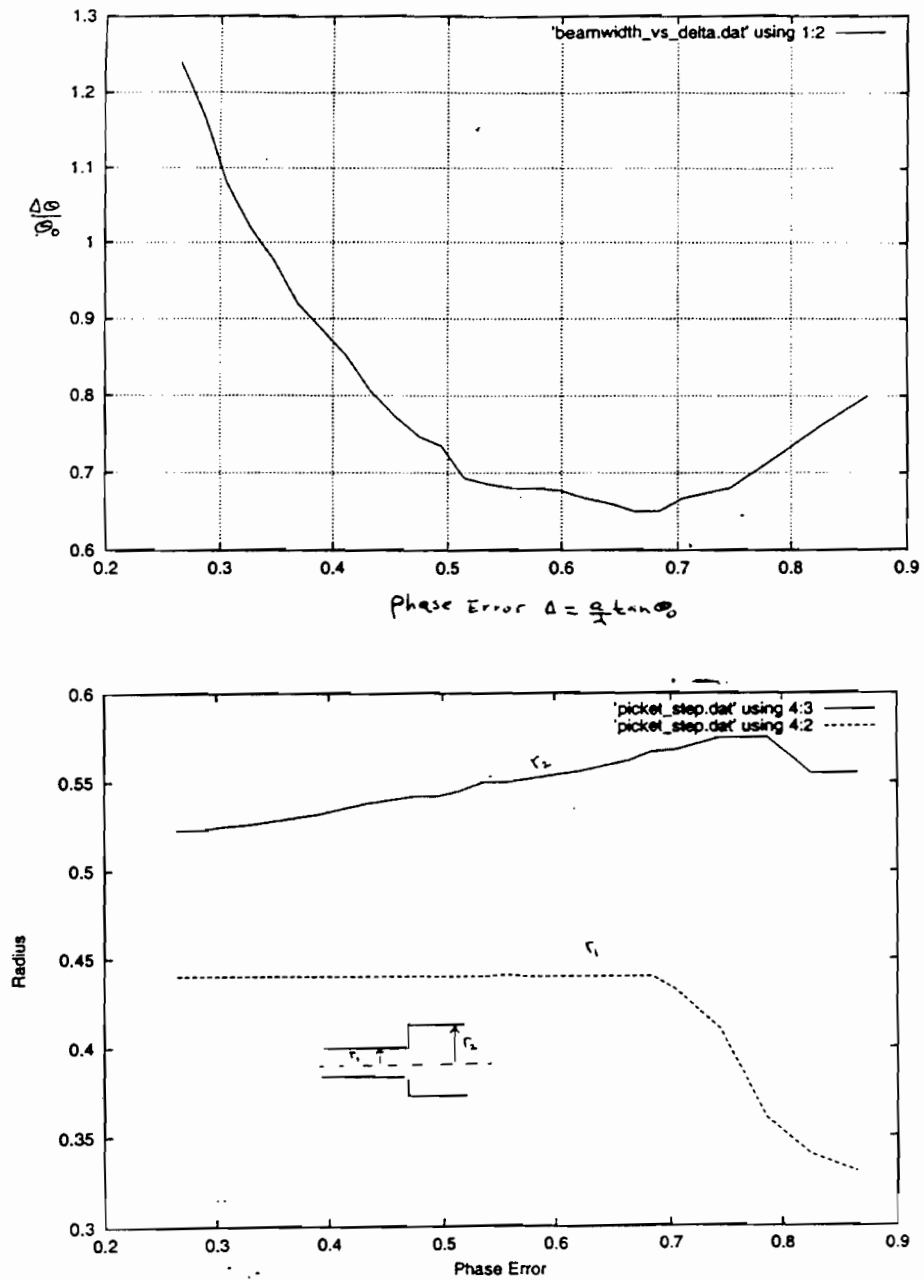 'beamwidth_vs_delta.dat' using 1:2
1.3
1.2
1.1
1
0.9
0.8
0.7
0.6
Δθ/θ₀
0.2 0.3 0.4 0.5 0.6 0.7 0.8 0.9
Phase Error Δ = a/λ tan θ₀
'picket_step.dat' using 4:3
'picket_step.dat' using 4:2
0.6
0.55
0.5
0.45
0.4
0.35
0.3
Radius
r₂
r₁
r₁
r₂
0.2 0.3 0.4 0.5 0.6 0.7 0.8 0.9
Phase Error